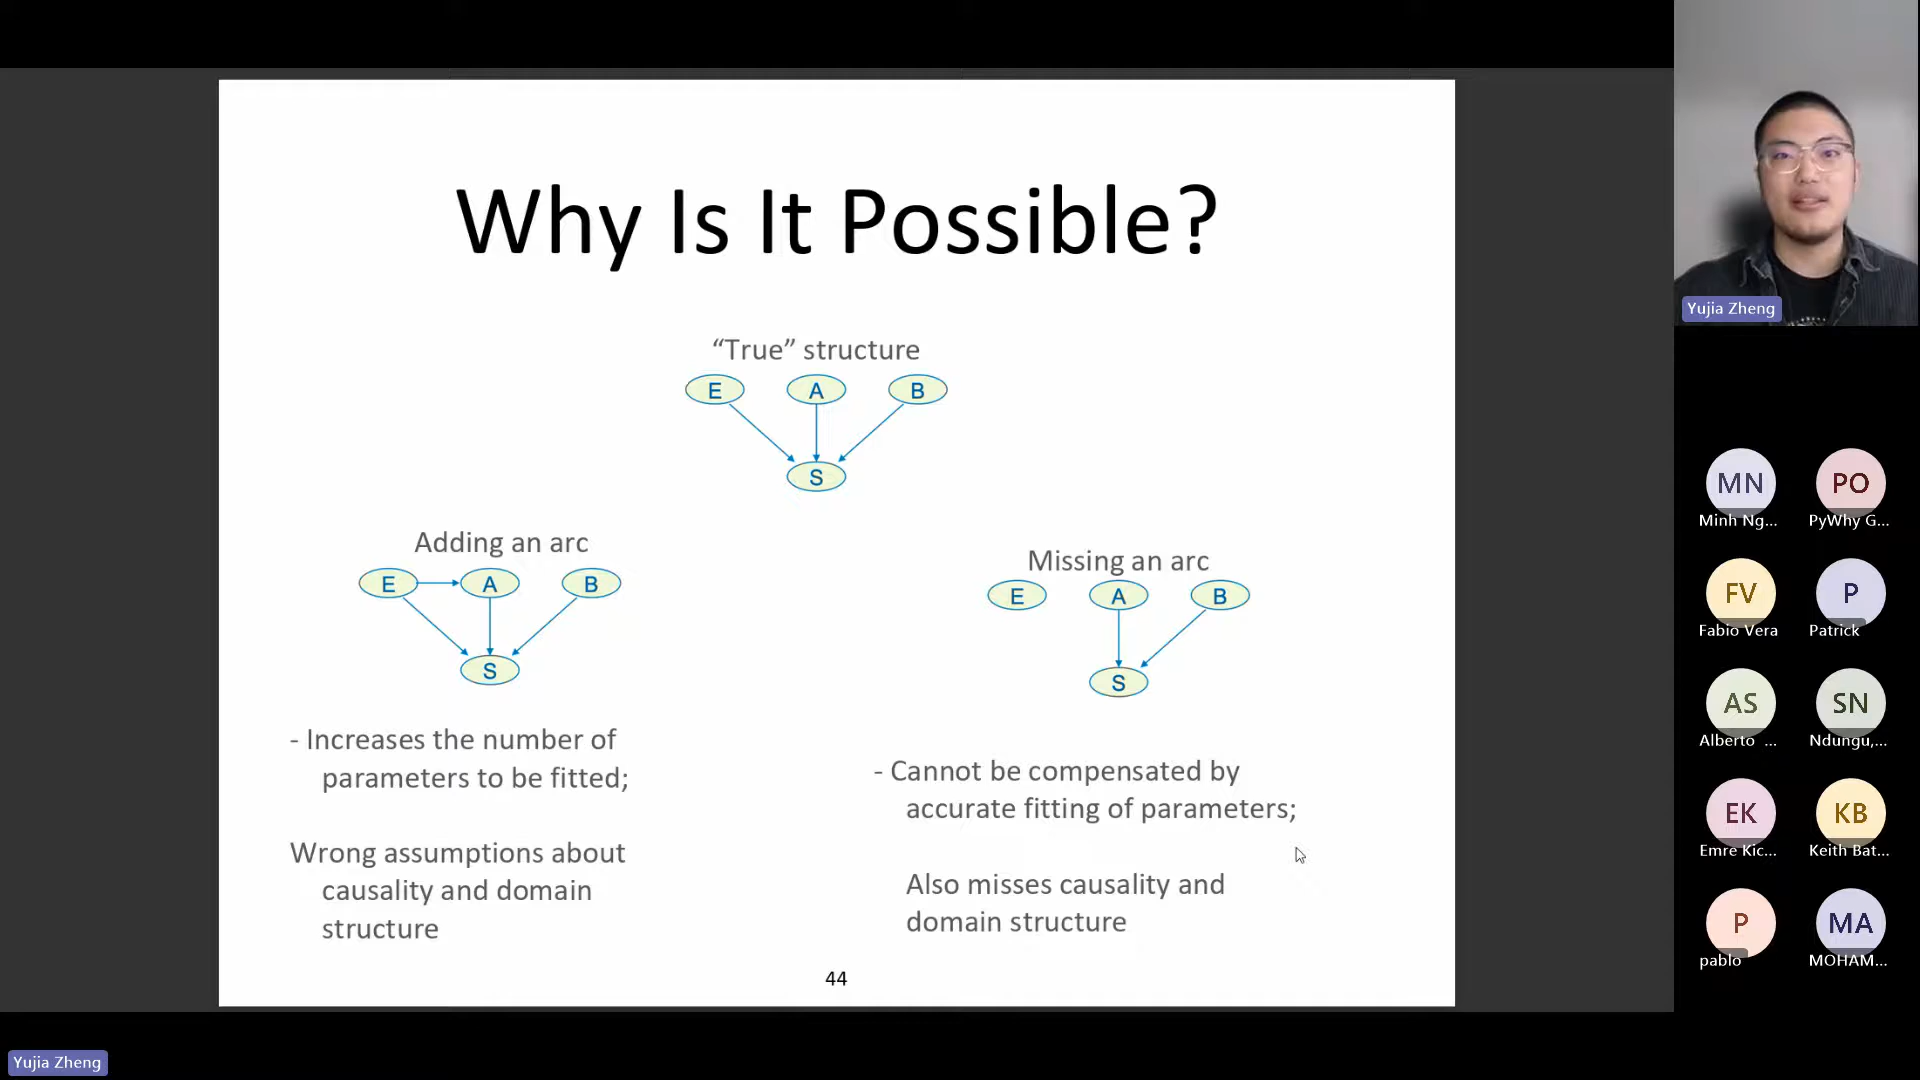 Why Is It Possible?
“True” structure
E A B
S
Adding an arc
E A B
S
- Increases the number of
parameters to be fitted;
Wrong assumptions about
causality and domain
structure
Missing an arc
E A B
S
- Cannot be compensated by
accurate fitting of parameters;
Also misses causality and
domain structure
44
Yujia Zheng
MN PO
Minh Ng... PyWhy G...
FV P
Fabio Vera Patrick
AS SN
Alberto ... Ndungu,...
EK KB
Emre Kic... Keith Bat...
P MA
pablo MOHAM...
Yujia Zheng